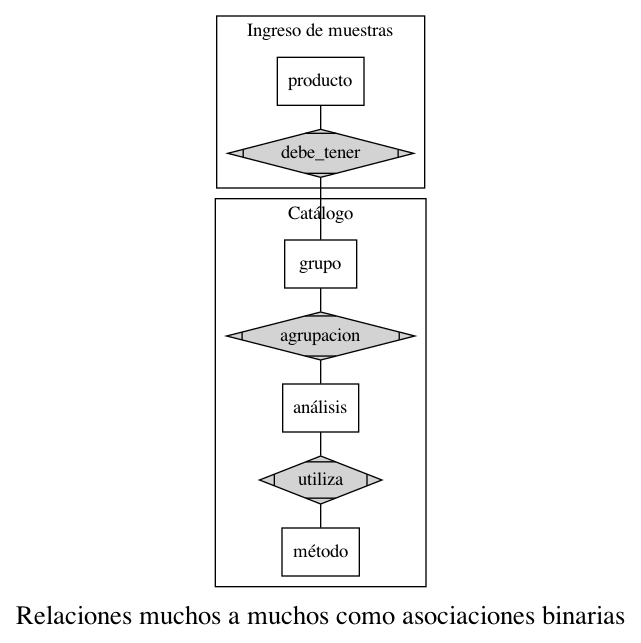 Ingreso de muestras
producto
debe_tener
Catálogo
grupo
agrupacion
análisis
utiliza
método
Relaciones muchos a muchos como asociaciones binarias